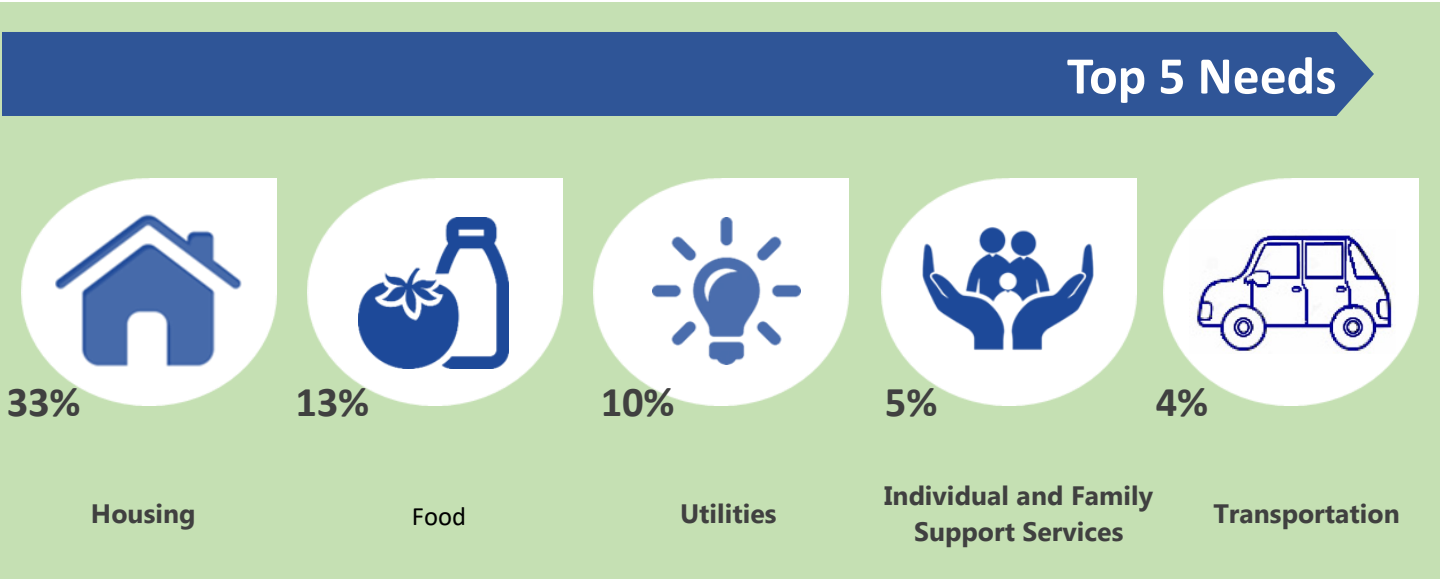 Top 5 Needs
33%
13%
10%
5%
4%
Housing
Food
Utilities
Individual and Family
Support Services
Transportation